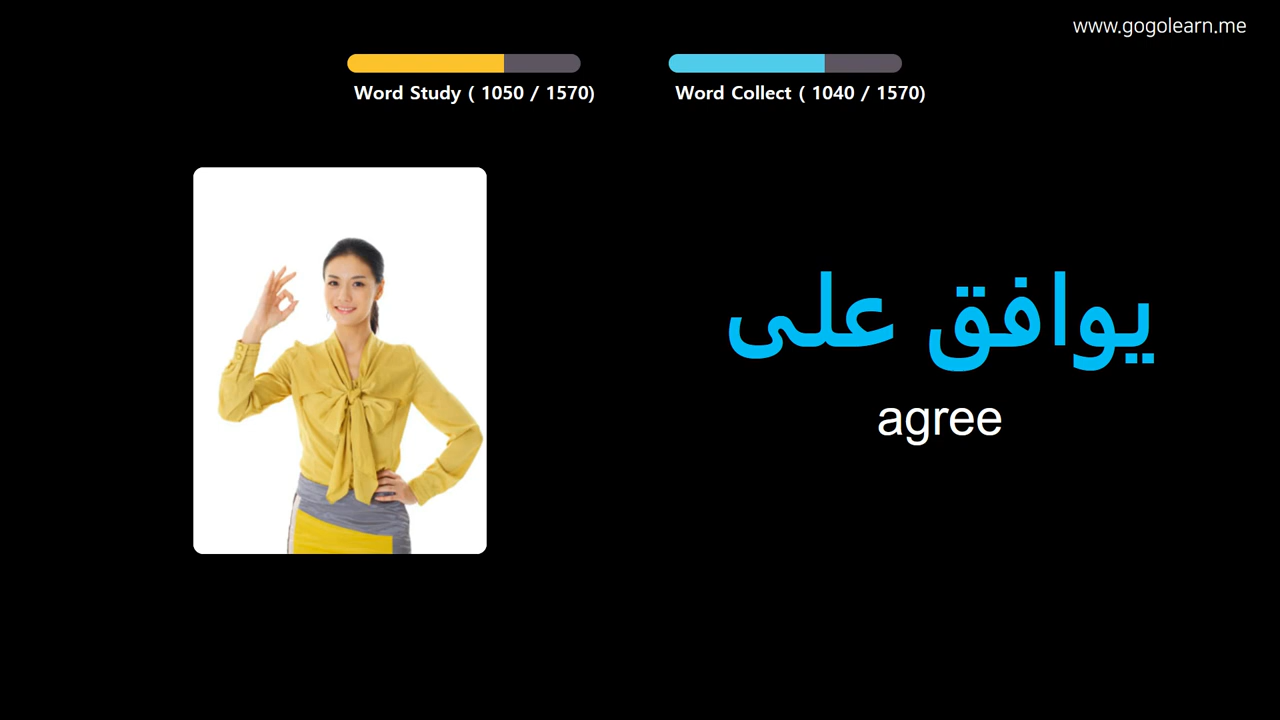 www.gogolearn.me
Word Study ( 1050 / 1570)
Word Collect ( 1040 / 1570)
يوافق على
agree